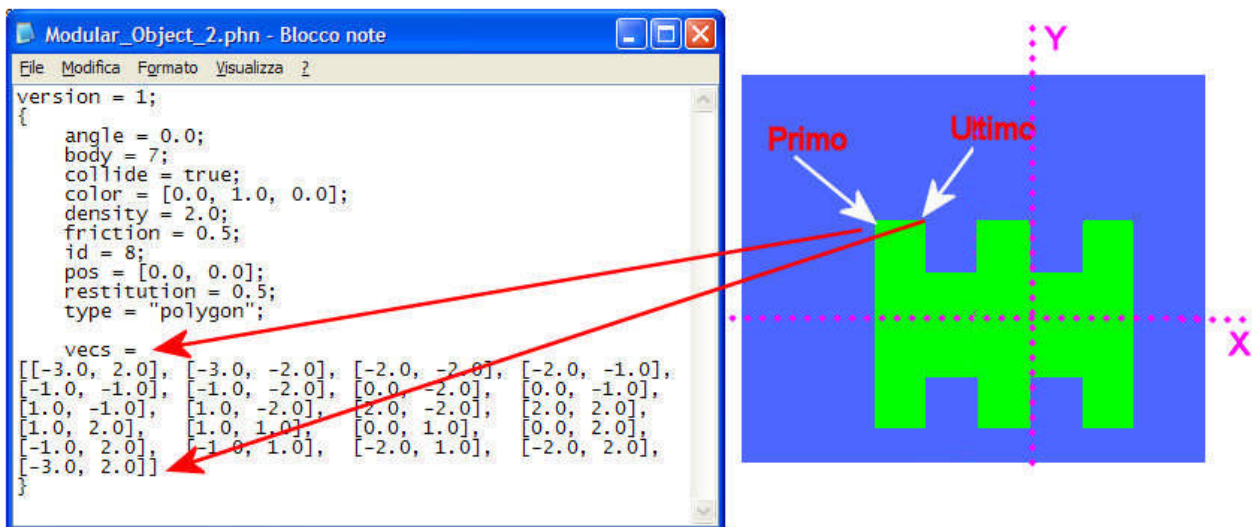 Modular_Object_2.phn - Blocco note
File Modifica Formato Visualizza ?
version = 1;
{
angle = 0.0;
body = 7;
collide = true;
color = [0.0, 1.0, 0.0];
density = 2.0;
friction = 0.5;
id = 8;
pos = [0.0, 0.0];
restitution = 0.5;
type = "polygon";
vecs =
[[-3.0, 2.0], [-3.0, -2.0], [-2.0, -2.0], [-2.0, -1.0],
[-1.0, -1.0], [-1.0, -2.0], [0.0, -2.0], [0.0, -1.0],
[1.0, -1.0], [1.0, -2.0], [2.0, -2.0], [2.0, 2.0],
[1.0, 2.0], [1.0, 1.0], [0.0, 1.0], [0.0, 2.0],
[-1.0, 2.0], [-1.0, 1.0], [-2.0, 1.0], [-2.0, 2.0],
[-3.0, 2.0]]
}
Y
Primo
Ultimo
X